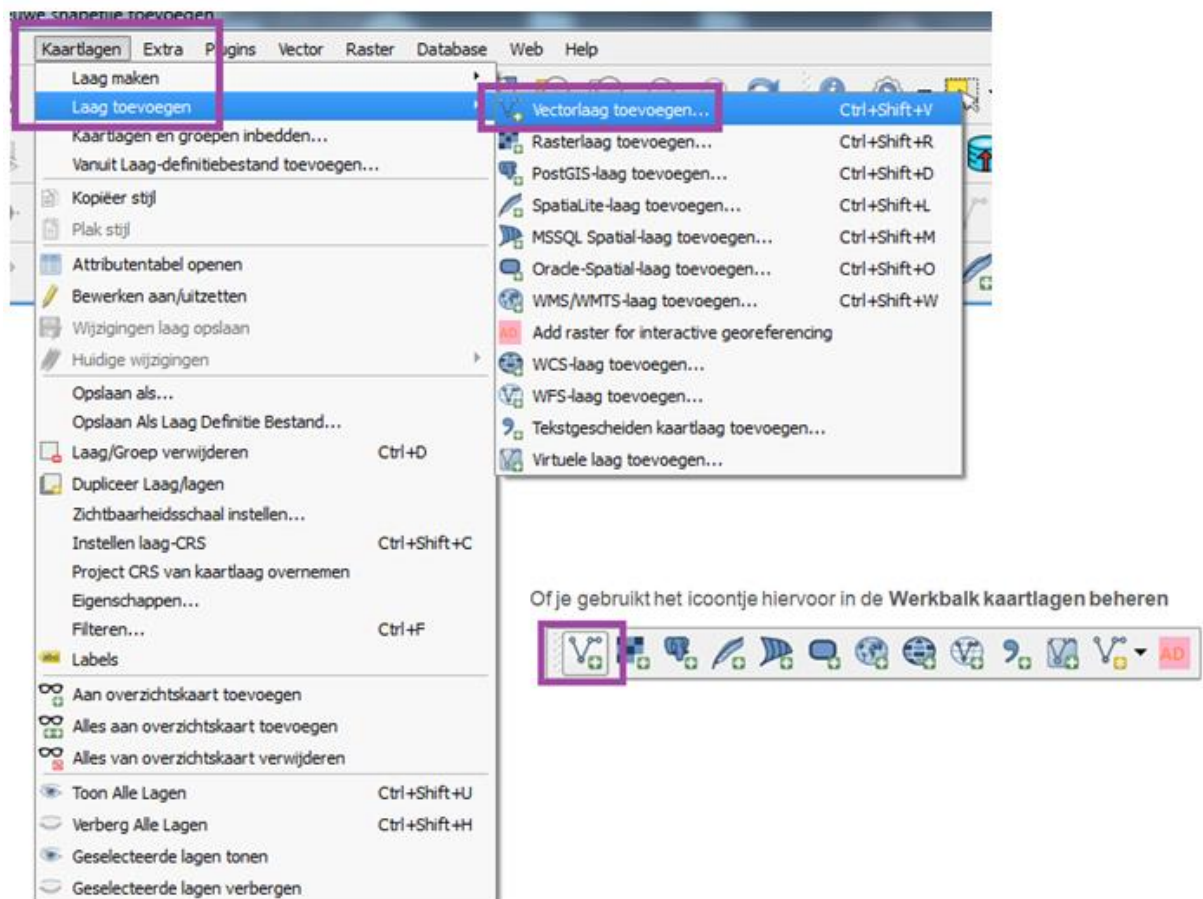 nieuwe shapefile toevoegen
Kaartlagen Extra Plugins Vector Raster Database Web Help
Laag maken
Laag toevoegen
Kaartlagen en groepen inbedden...
Vanuit Laag-definitiebestand toevoegen...
Kopiëer stijl
Plak stijl
Attributentabel openen
Bewerken aan/uitzetten
Wijzigingen laag opslaan
Huidige wijzigingen
Opslaan als...
Opslaan Als Laag Definitie Bestand...
Laag/Groep verwijderen Ctrl+D
Dupliceer Laag/lagen
Zichtbaarheidsschaal instellen...
Instellen laag-CRS Ctrl+Shift+C
Project CRS van kaartlaag overnemen
Eigenschappen...
Filteren... Ctrl+F
abc Labels
Aan overzichtskaart toevoegen
Alles aan overzichtskaart toevoegen
Alles van overzichtskaart verwijderen
Toon Alle Lagen Ctrl+Shift+U
Verberg Alle Lagen Ctrl+Shift+H
Geselecteerde lagen tonen
Geselecteerde lagen verbergen
Vectorlaag toevoegen... Ctrl+Shift+V
Rasterlaag toevoegen... Ctrl+Shift+R
PostGIS-laag toevoegen... Ctrl+Shift+D
SpatiaLite-laag toevoegen... Ctrl+Shift+L
MSSQL Spatial-laag toevoegen... Ctrl+Shift+M
Oracle-Spatial-laag toevoegen... Ctrl+Shift+O
WMS/WMTS-laag toevoegen... Ctrl+Shift+W
AD Add raster for interactive georeferencing
WCS-laag toevoegen...
WFS-laag toevoegen...
Tekstgescheiden kaartlaag toevoegen...
Virtuele laag toevoegen...
Of je gebruikt het icoontje hiervoor in de Werkbalk kaartlagen beheren
AD